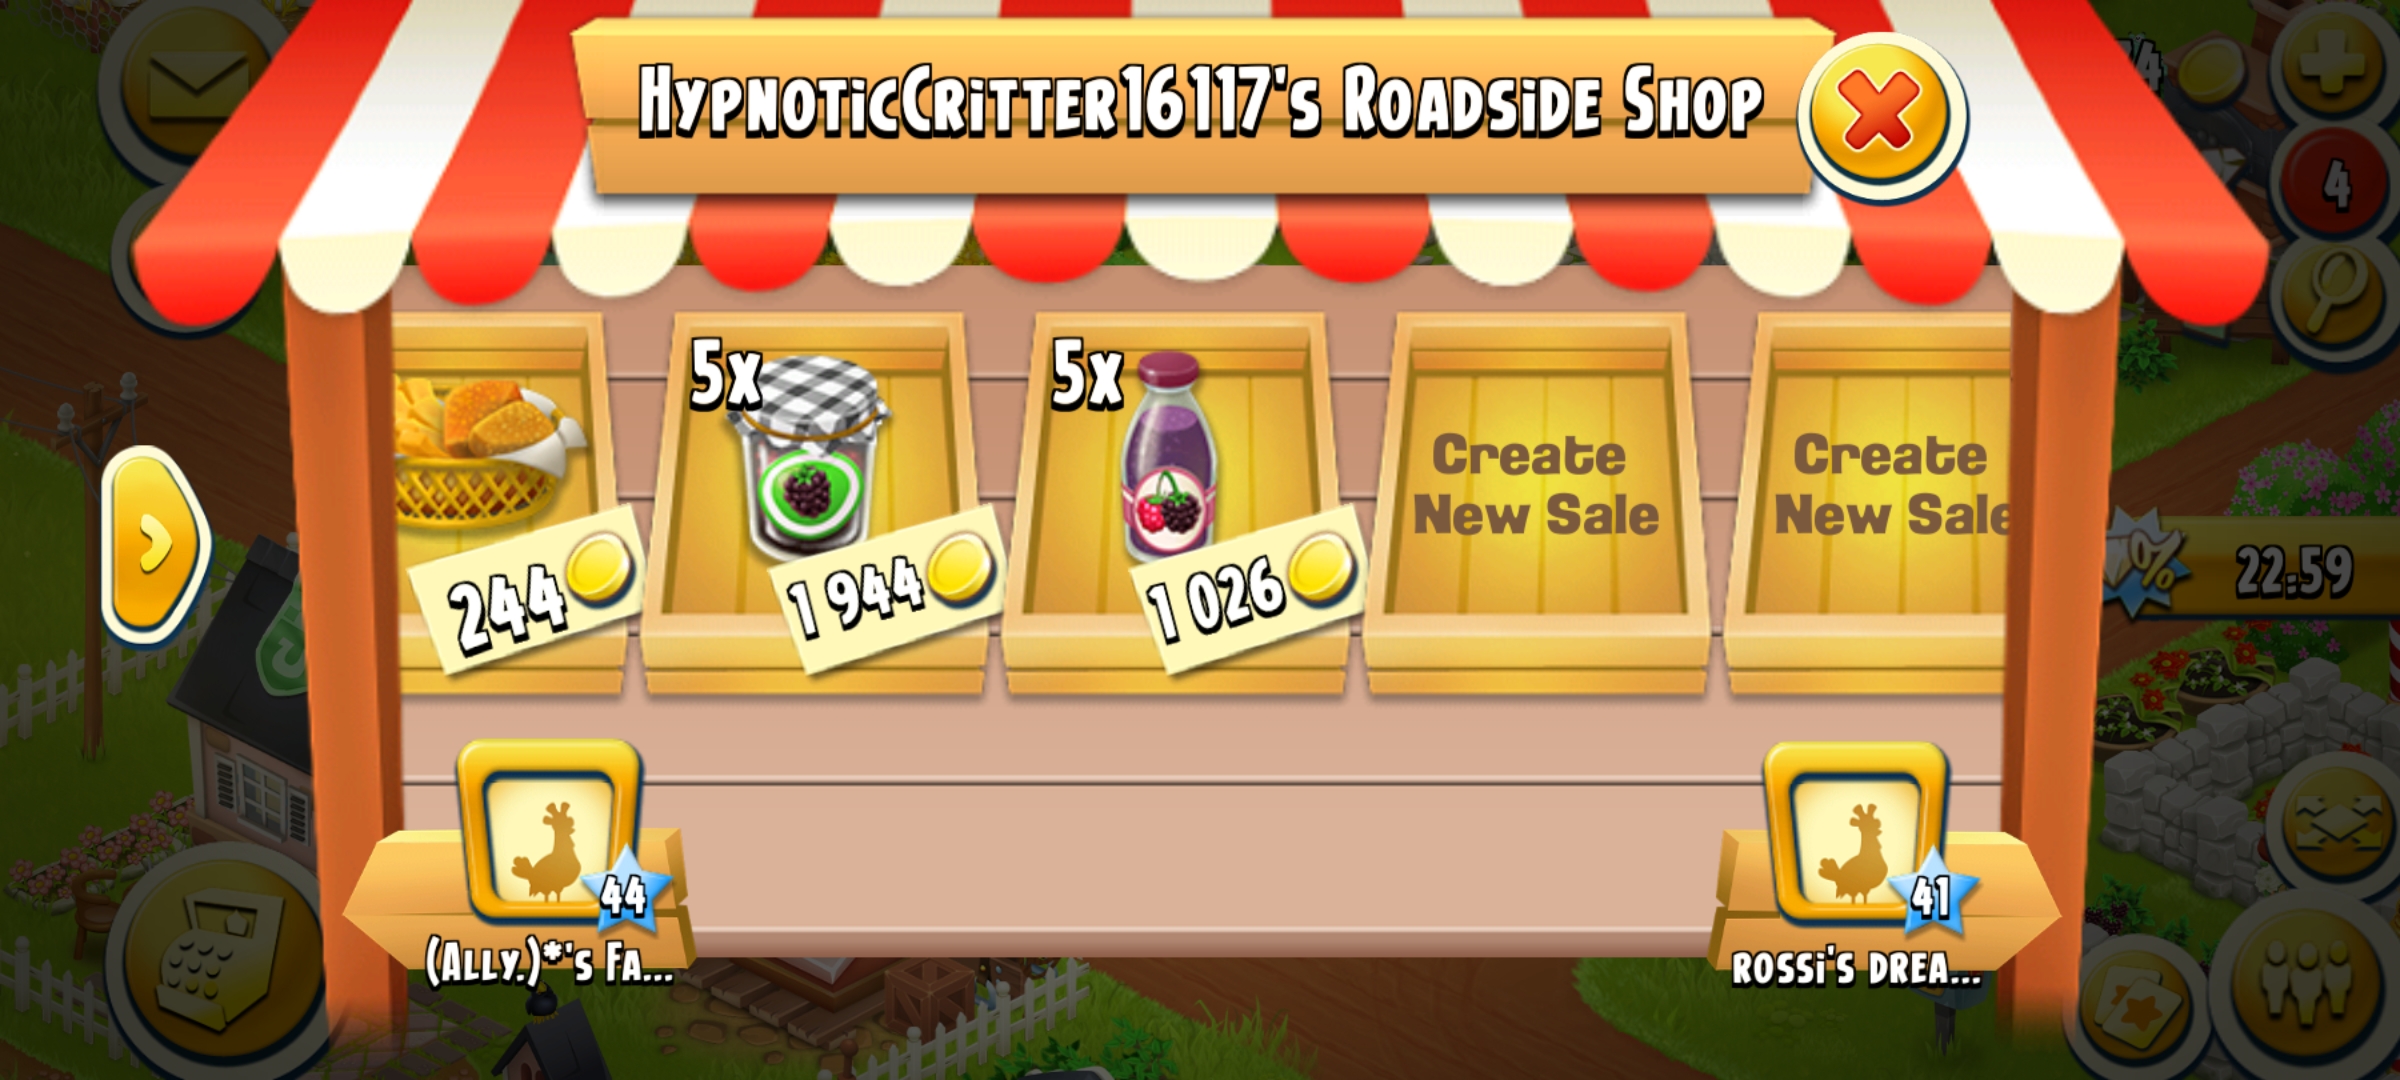 HypnoticCritter16117's Roadside Shop
4
5x
5x
Create
New Sale
Create
New Sale
244
1 944
1 026
22:59
44
41
(Ally.)*'s Fa...
ROSSi's DREA...